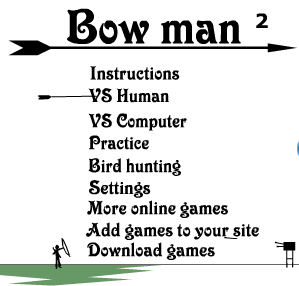 Bow man 2
Instructions
VS Human
VS Computer
Practice
Bird hunting
Settings
More online games
Add games to your site
Download games